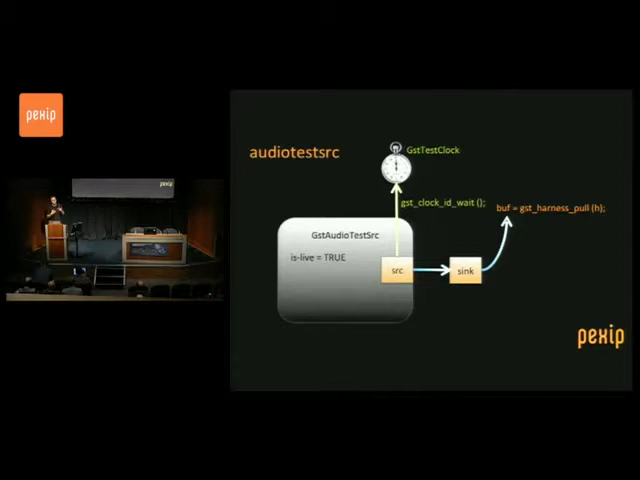 pexip
pexip
audiotestsrc
GstTestClock
gst_clock_id_wait ();
buf = gst_harness_pull (h);
GstAudioTestSrc
is-live = TRUE
src
sink
pexip